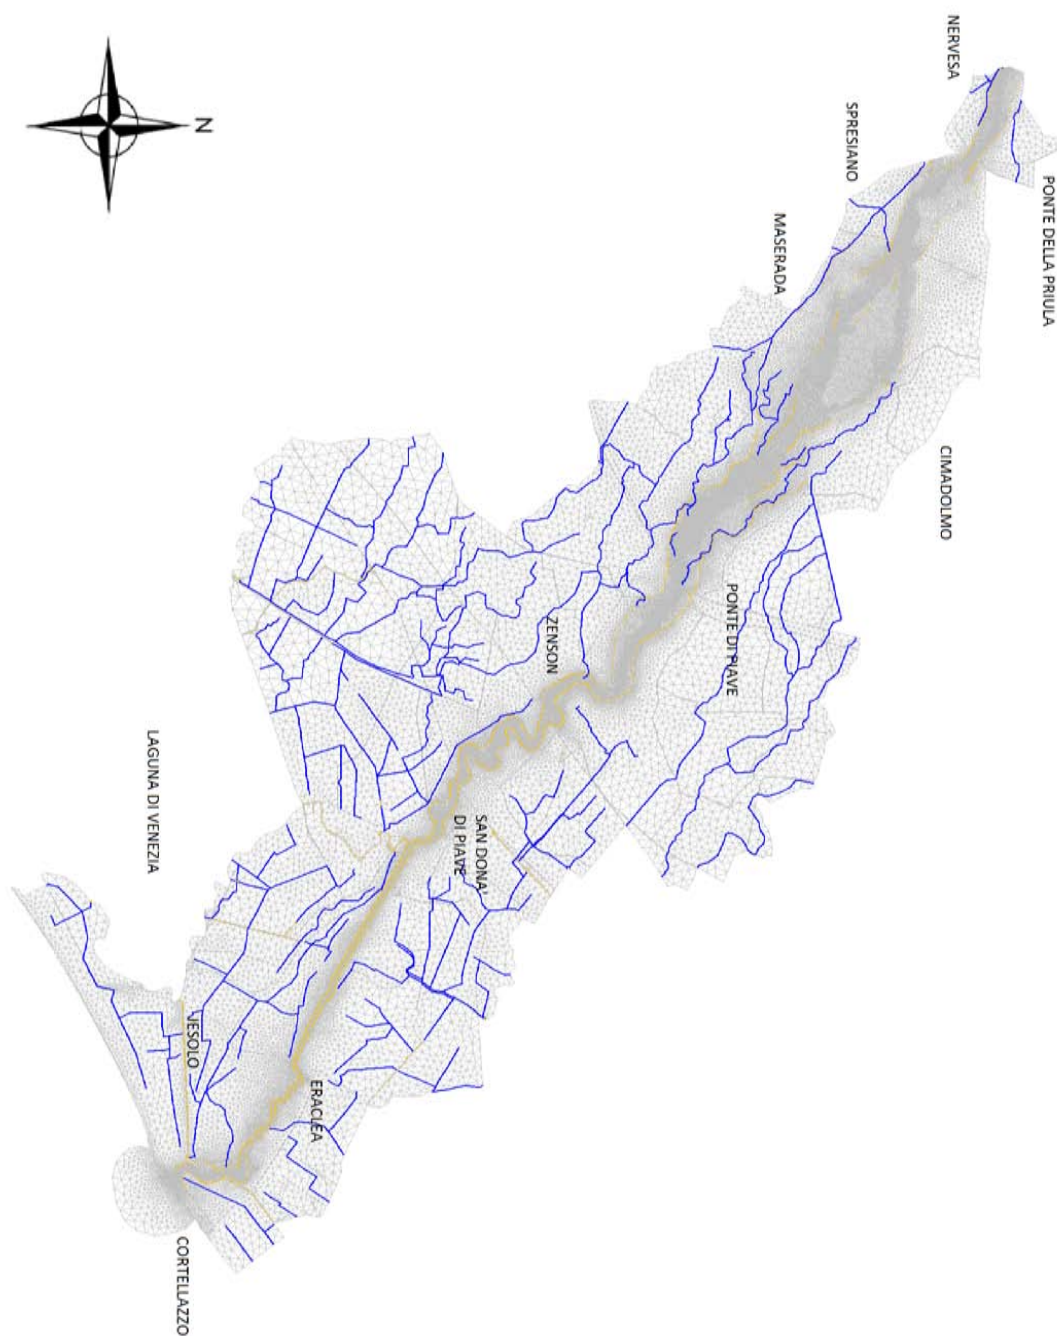 N
NERVESA
PONTE DELLA PRIULA
SPRESIANO
MASERADA
CIMADOLMO
PONTE DI PIAVE
ZENSON
SAN DONA'
DI PIAVE
LAGUNA DI VENEZIA
JESOLO
ERACLEA
CORTELLAZZO